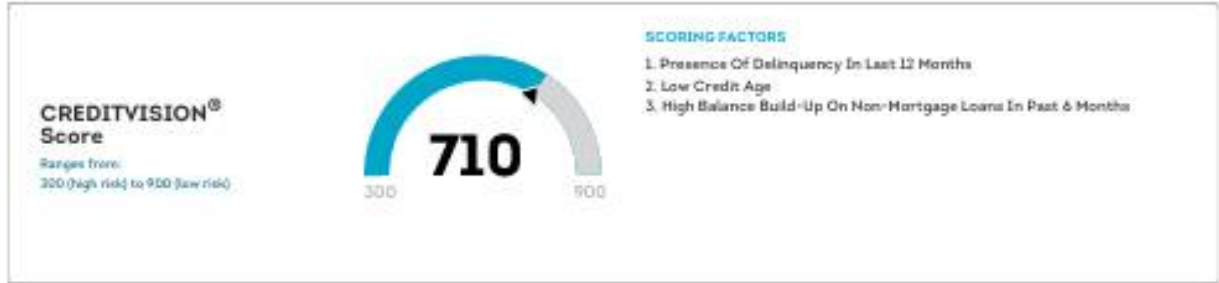 CREDITVISION®
Score
Ranges from:
300 (high risk) to 900 (low risk)
710
300
900
SCORING FACTORS
1. Presence Of Delinquency In Last 12 Months
2. Low Credit Age
3. High Balance Build-Up On Non-Mortgage Loans In Past 6 Months